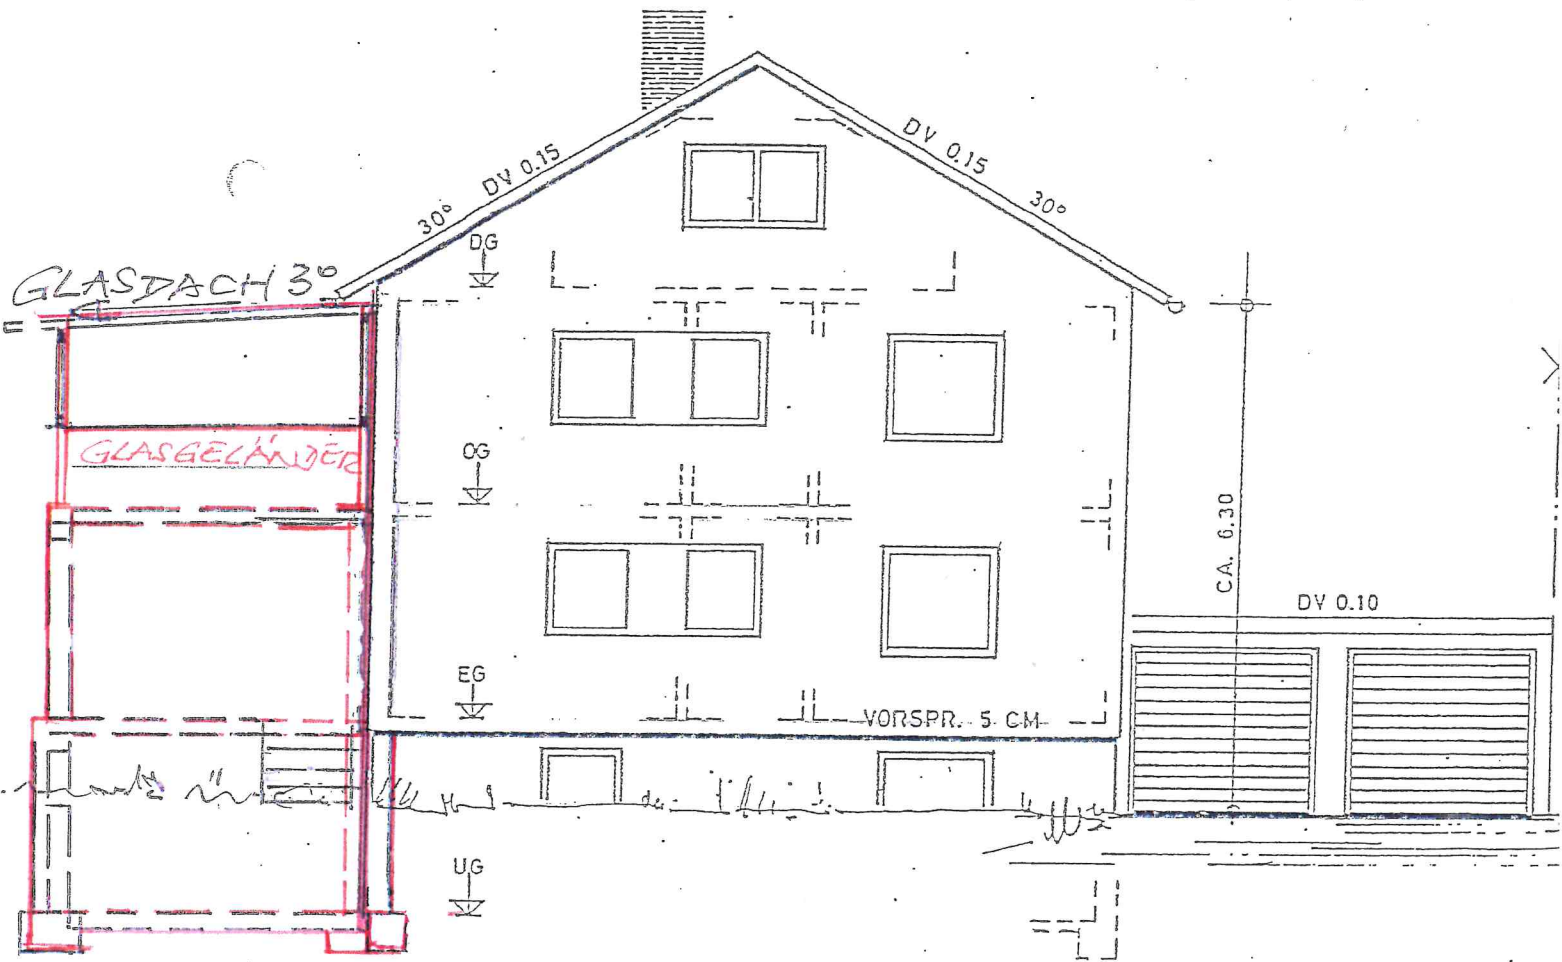 DV 0.15
DV 0.15
30°
30°
DG
GLASDACH 3°
GLASGELÄNDER
OG
CA. 6.30
DV 0.10
EG
VORSPR. 5 CM
UG